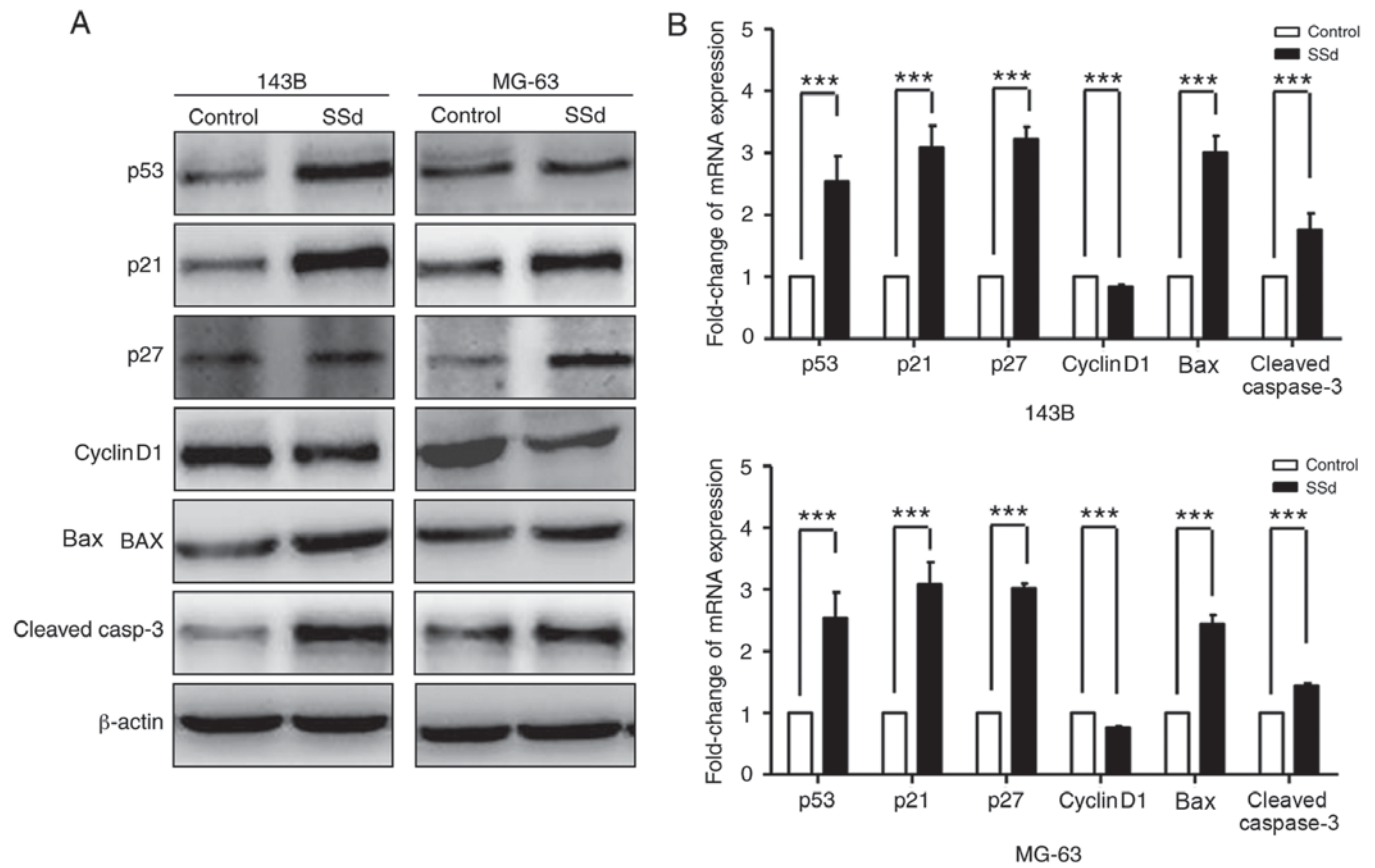 A
143B
MG-63
Control SSd
Control SSd
p53
p21
p27
Cyclin D1
Bax BAX
Cleaved casp-3
β-actin
B
Fold-change of mRNA expression
5
4
3
2
1
0
Control
SSd
*** *** *** *** *** ***
p53 p21 p27 Cyclin D1 Bax Cleaved
caspase-3
143B
Fold-change of mRNA expression
5
4
3
2
1
0
Control
SSd
*** *** *** *** *** ***
p53 p21 p27 Cyclin D1 Bax Cleaved
caspase-3
MG-63